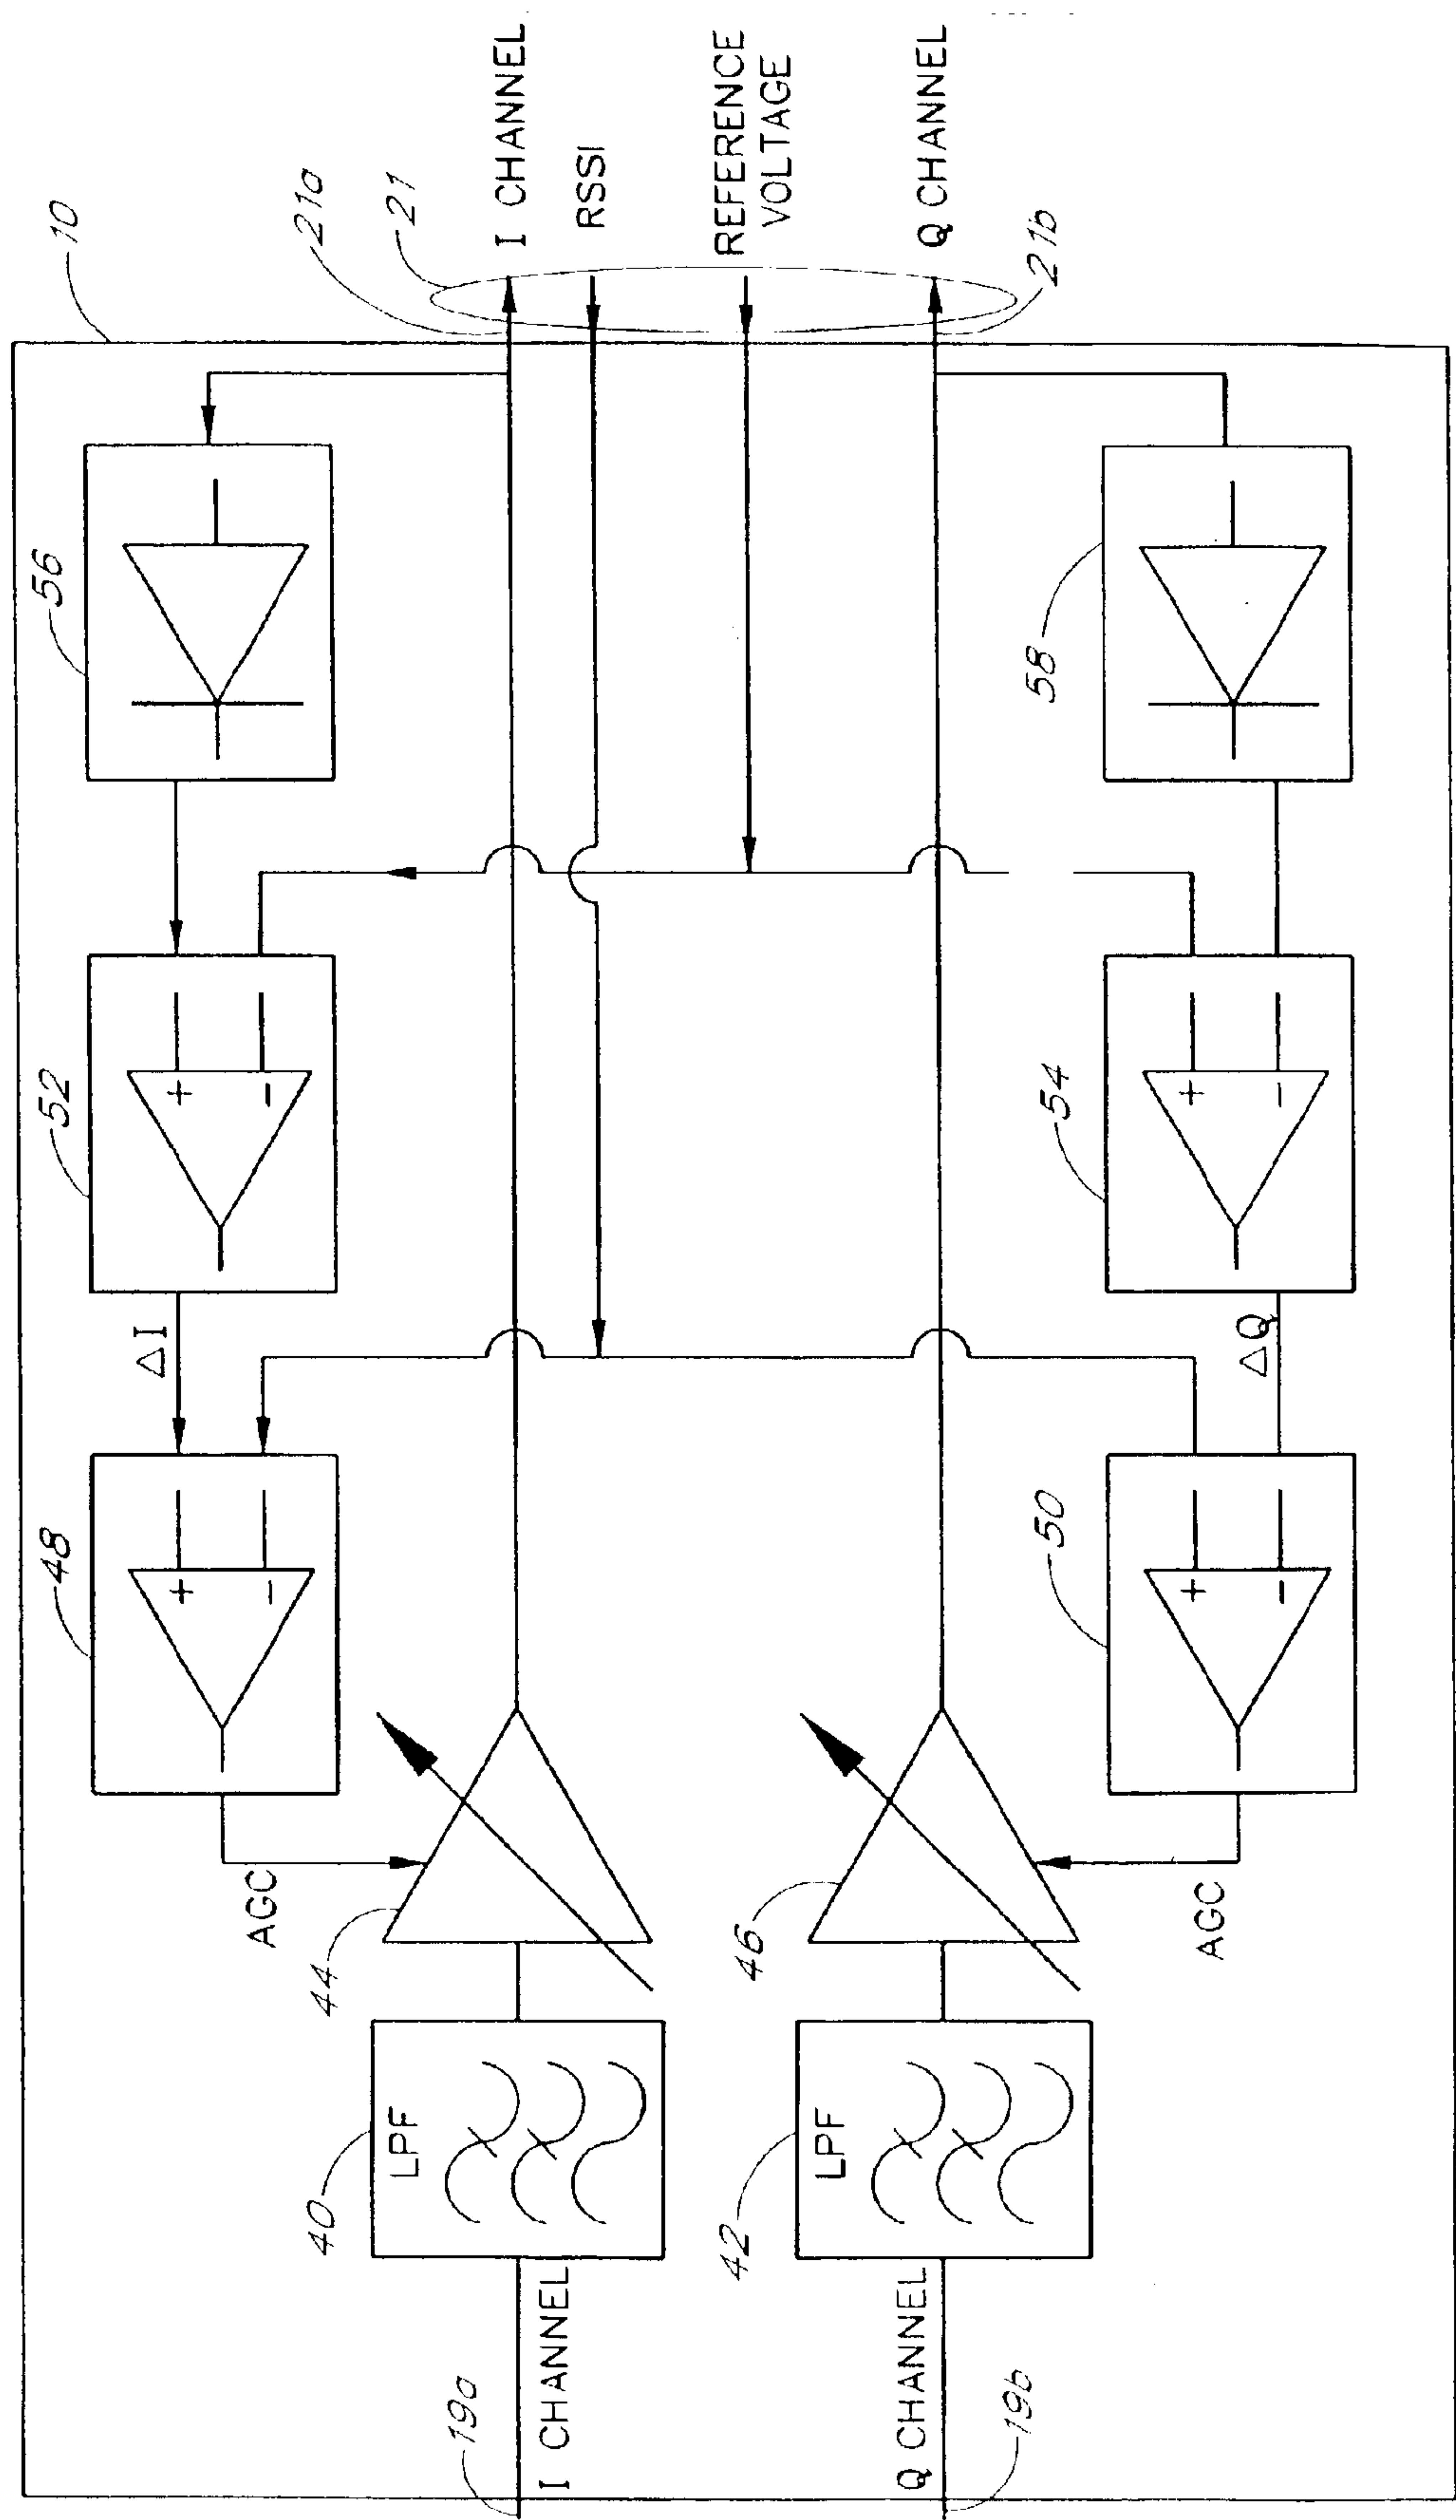 10
56
52
48
ΔI
AGC
44
40
LPF
19a
I CHANNEL
21a
21
I CHANNEL
RSSI
REFERENCE
VOLTAGE
Q CHANNEL
21b
58
54
50
ΔQ
AGC
46
42
LPF
Q CHANNEL
19b
+
-
+
-
+
-
+
-